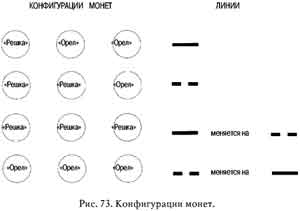 КОНФИГУРАЦИИ МОНЕТ ЛИНИИ
«Решка» «Орел» «Орел»
«Решка» «Решка» «Орел»
«Решка» «Решка» «Решка» меняется на
«Орел» «Орел» «Орел» меняется на
Рис. 73. Конфигурации монет.